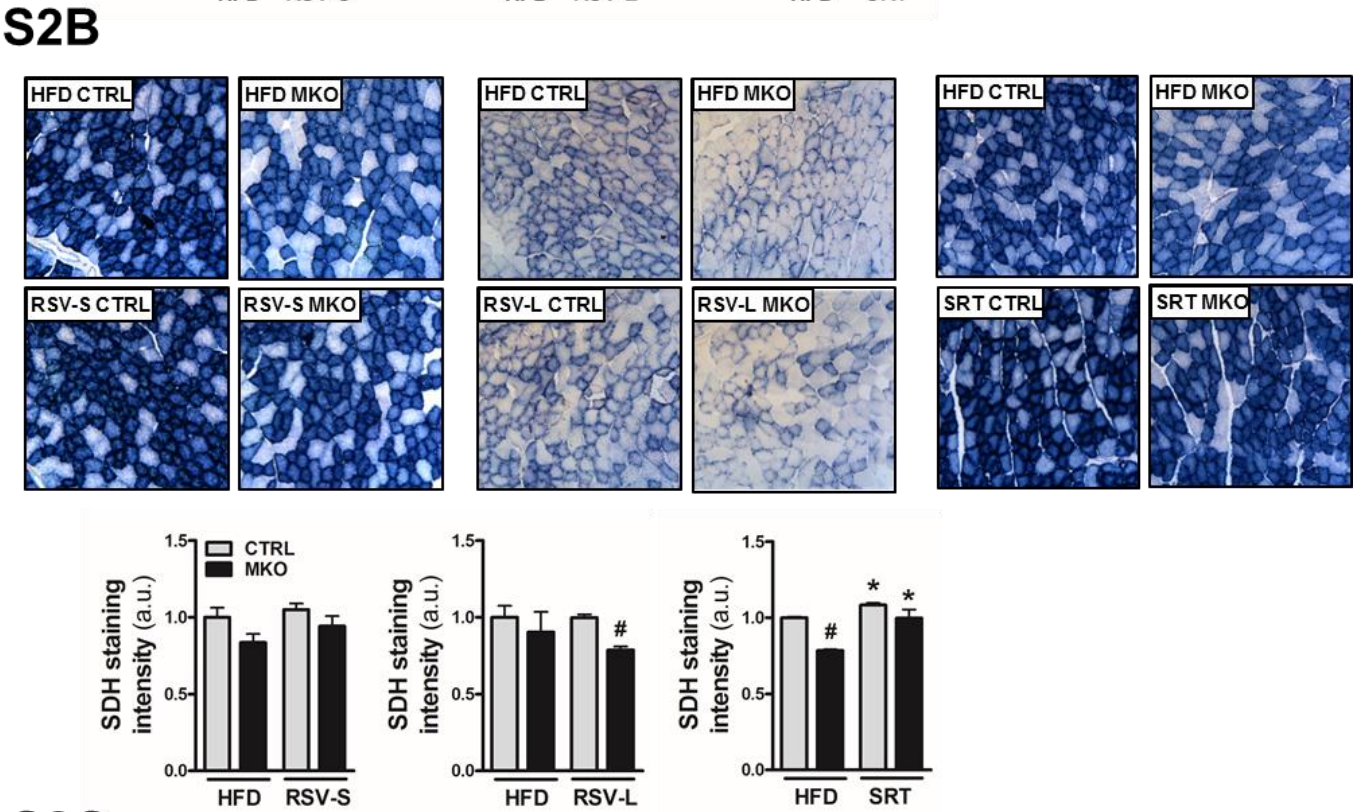 S2B
HFD CTRL
HFD MKO
HFD CTRL
HFD MKO
HFD CTRL
HFD MKO
RSV-S CTRL
RSV-S MKO
RSV-L CTRL
RSV-L MKO
SRT CTRL
SRT MKO
SDH staining
intensity (a.u.)
1.5
1.0
0.5
0.0
CTRL
MKO
HFD RSV-S
SDH staining
intensity (a.u.)
1.5
1.0
0.5
0.0
#
HFD RSV-L
SDH staining
intensity (a.u.)
1.5
1.0
0.5
0.0
#
*
*
HFD SRT